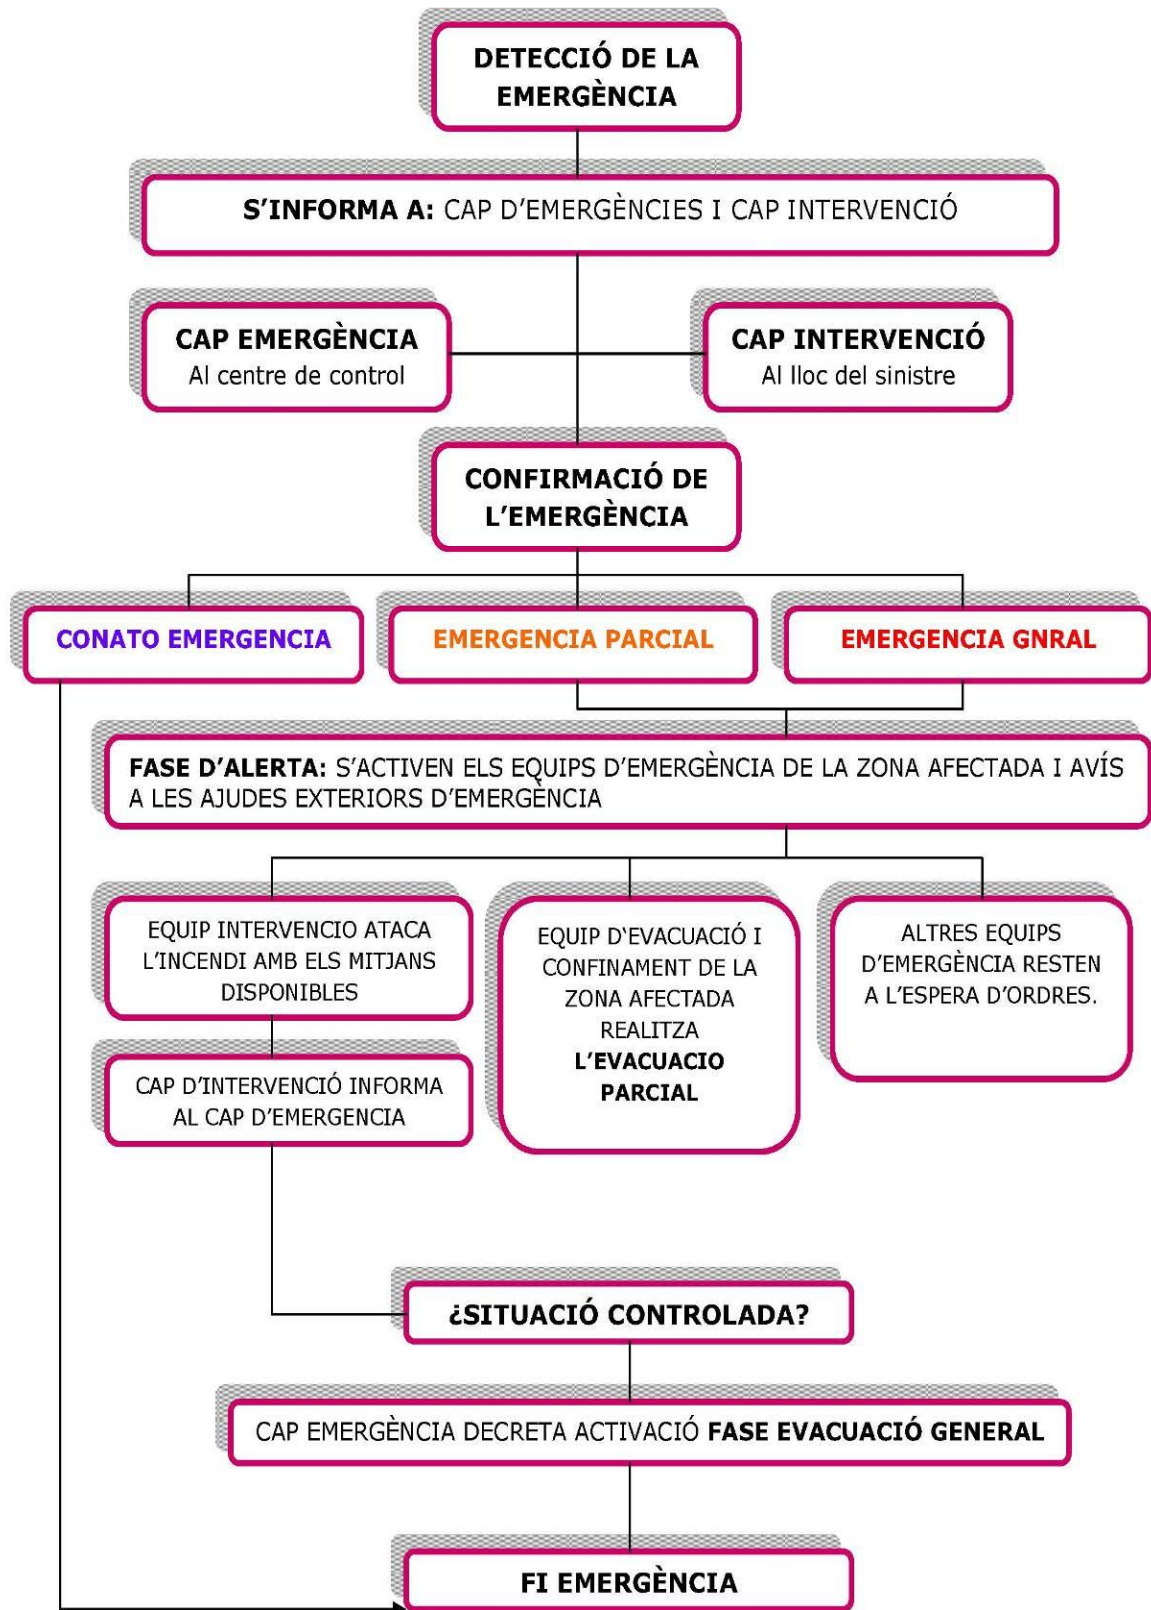 DETECCIÓ DE LA
EMERGÈNCIA
S’INFORMA A: CAP D’EMERGÈNCIES I CAP INTERVENCIÓ
CAP EMERGÈNCIA
Al centre de control
CAP INTERVENCIÓ
Al lloc del sinistre
CONFIRMACIÓ DE
L’EMERGÈNCIA
CONATO EMERGENCIA
EMERGENCIA PARCIAL
EMERGENCIA GNRAL
FASE D’ALERTA: S’ACTIVEN ELS EQUIPS D’EMERGÈNCIA DE LA ZONA AFECTADA I AVÍS
A LES AJUDES EXTERIORS D’EMERGÈNCIA
EQUIP INTERVENCIO ATACA
L’INCENDI AMB ELS MITJANS
DISPONIBLES
CAP D’INTERVENCIÓ INFORMA
AL CAP D’EMERGENCIA
EQUIP D‘EVACUACIÓ I
CONFINAMENT DE LA
ZONA AFECTADA
REALITZA
L’EVACUACIO
PARCIAL
ALTRES EQUIPS
D’EMERGÈNCIA RESTEN
A L’ESPERA D’ORDRES.
¿SITUACIÓ CONTROLADA?
CAP EMERGÈNCIA DECRETA ACTIVACIÓ FASE EVACUACIÓ GENERAL
FI EMERGÈNCIA